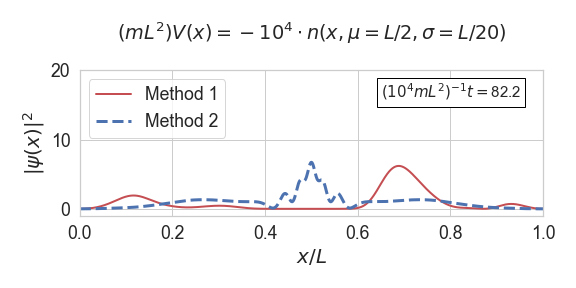 (mL²)V(x) = −10⁴ · n(x, μ = L/2, σ = L/20)
20
10
0
|ψ(x)|²
Method 1
Method 2
(10⁴mL²)⁻¹t = 82.2
0.0 0.2 0.4 0.6 0.8 1.0
x/L